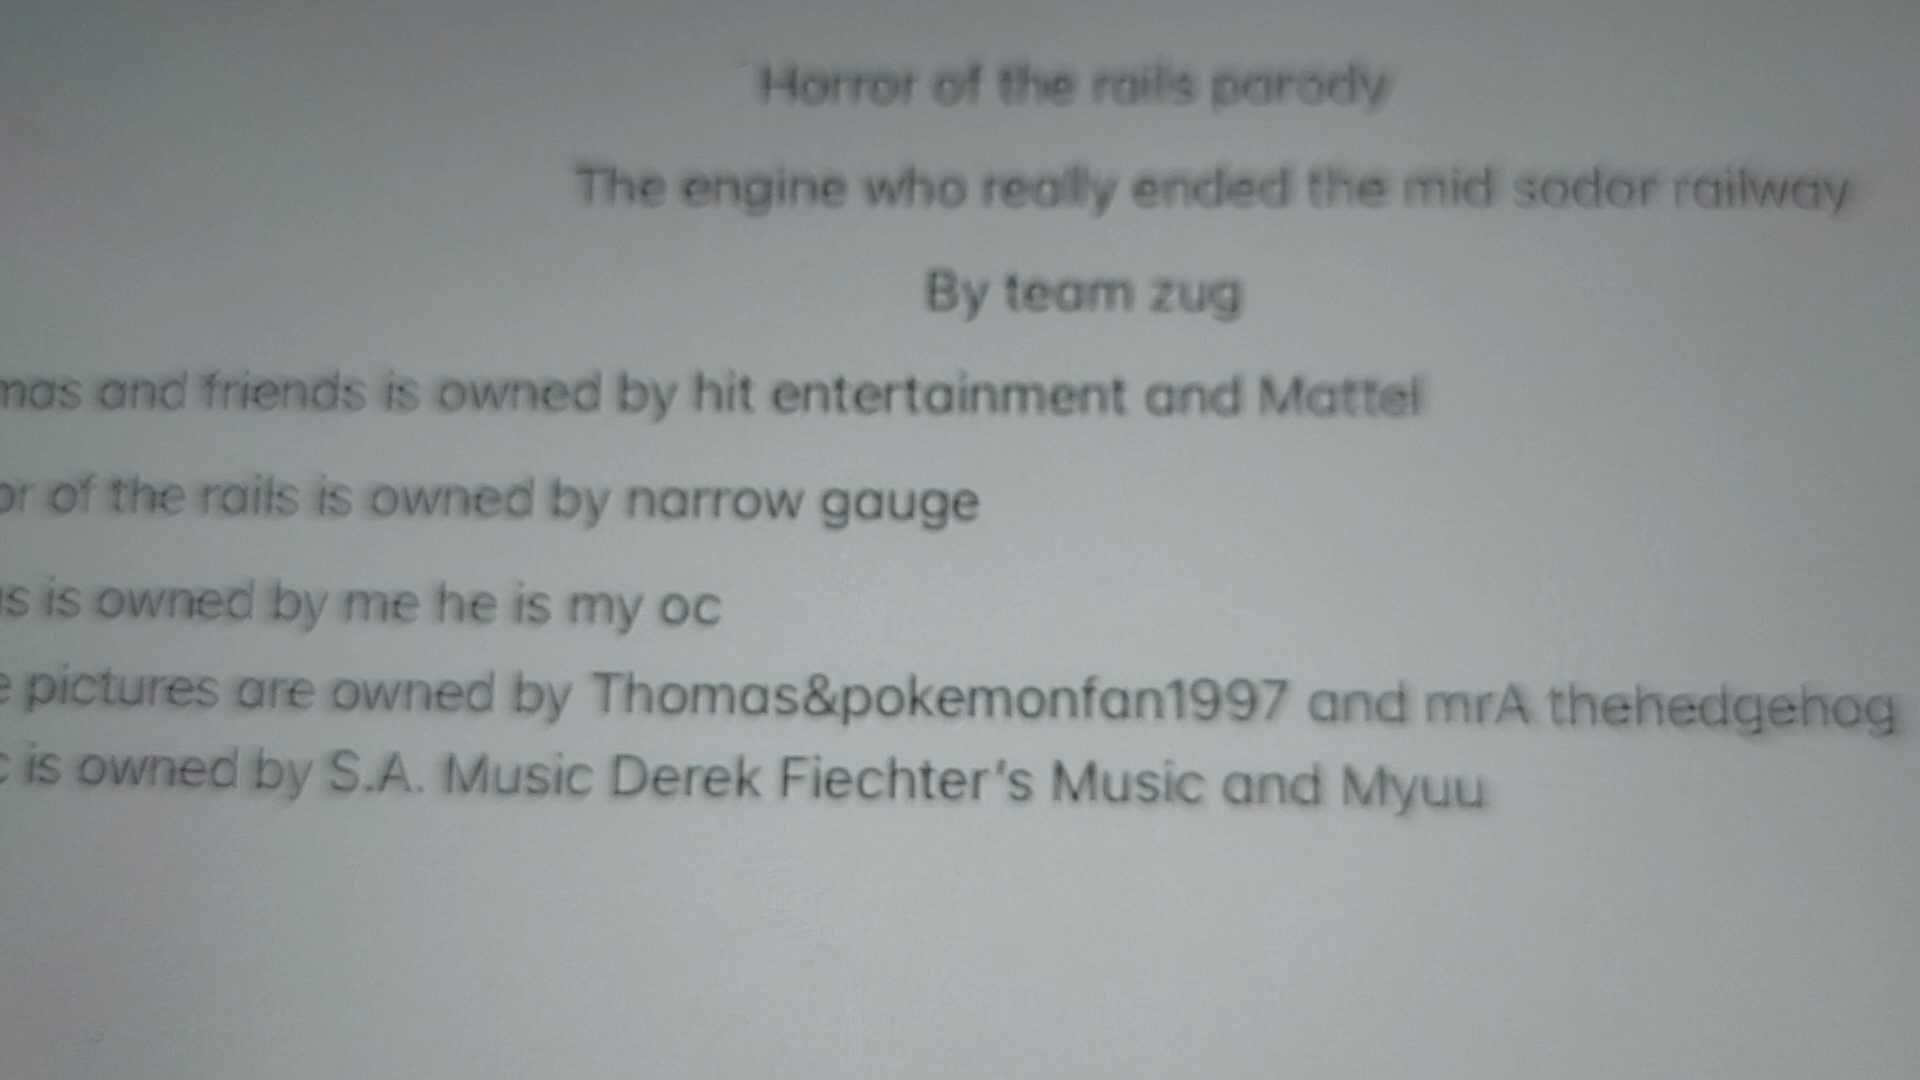 Horror of the rails parody
The engine who really ended the mid sodor railway
By team zug
mas and friends is owned by hit entertainment and Mattel
or of the rails is owned by narrow gauge
is owned by me he is my oc
pictures are owned by Thomas&pokemonfan1997 and mrA thehedgehog
is owned by S.A. Music Derek Fiechter's Music and Myuu